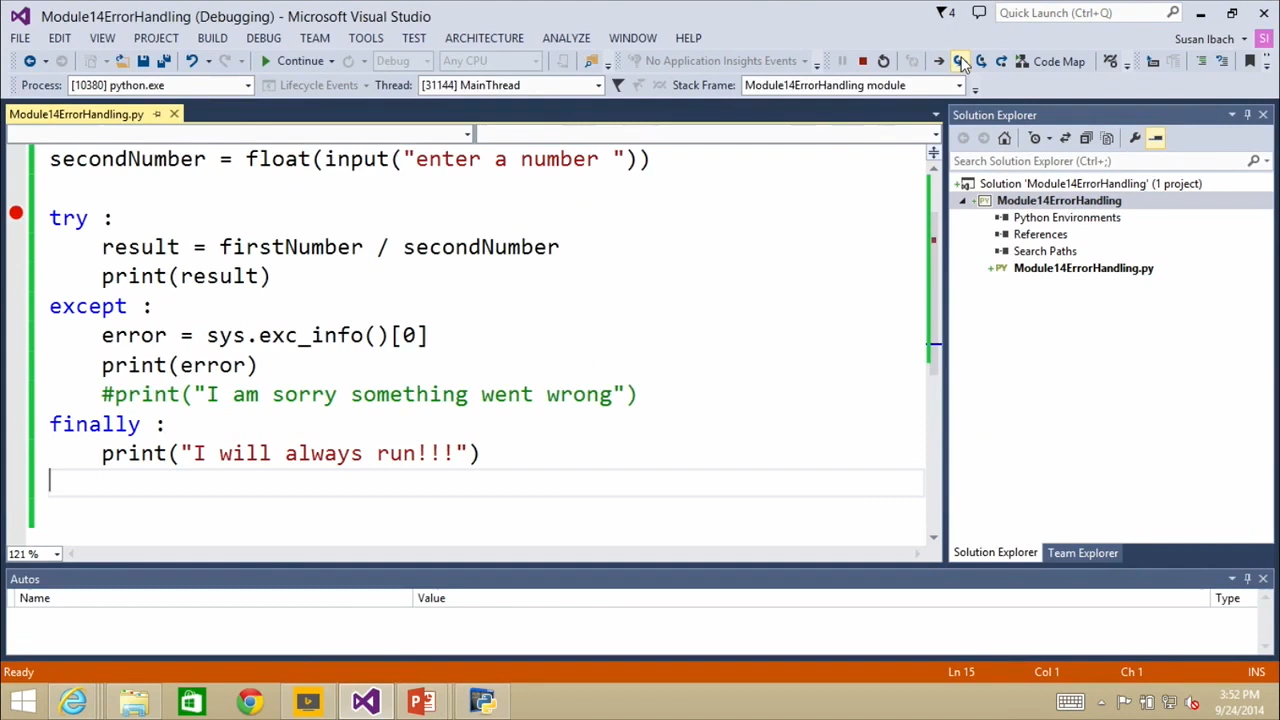 Module14ErrorHandling (Debugging) - Microsoft Visual Studio
4
Quick Launch (Ctrl+Q)
FILE EDIT VIEW PROJECT BUILD DEBUG TEAM TOOLS TEST ARCHITECTURE ANALYZE WINDOW HELP
Susan Ibach SI
Continue Debug Any CPU No Application Insights Events Code Map
Process: [10380] python.exe Lifecycle Events Thread: [31144] MainThread Stack Frame: Module14ErrorHandling module
Module14ErrorHandling.py
secondNumber = float(input("enter a number "))
try :
result = firstNumber / secondNumber
print(result)
except :
error = sys.exc_info()[0]
print(error)
#print("I am sorry something went wrong")
finally :
print("I will always run!!!")
121 %
Solution Explorer
Search Solution Explorer (Ctrl+;)
Solution 'Module14ErrorHandling' (1 project)
Module14ErrorHandling
Python Environments
References
Search Paths
Module14ErrorHandling.py
Solution Explorer Team Explorer
Autos
Name Value Type
Ready Ln 15 Col 1 Ch 1 INS
3:52 PM
9/24/2014